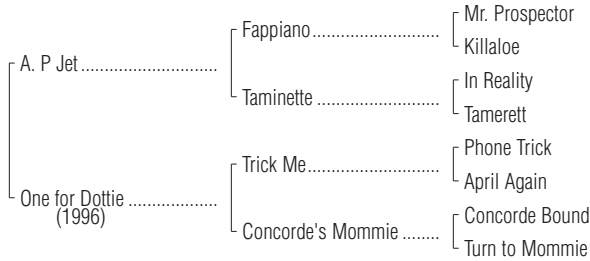 Mr. Prospector
Fappiano
Killaloe
A. P Jet
In Reality
Taminette
Tamerett
Phone Trick
Trick Me
April Again
One for Dottie
(1996)
Concorde Bound
Concorde's Mommie
Turn to Mommie